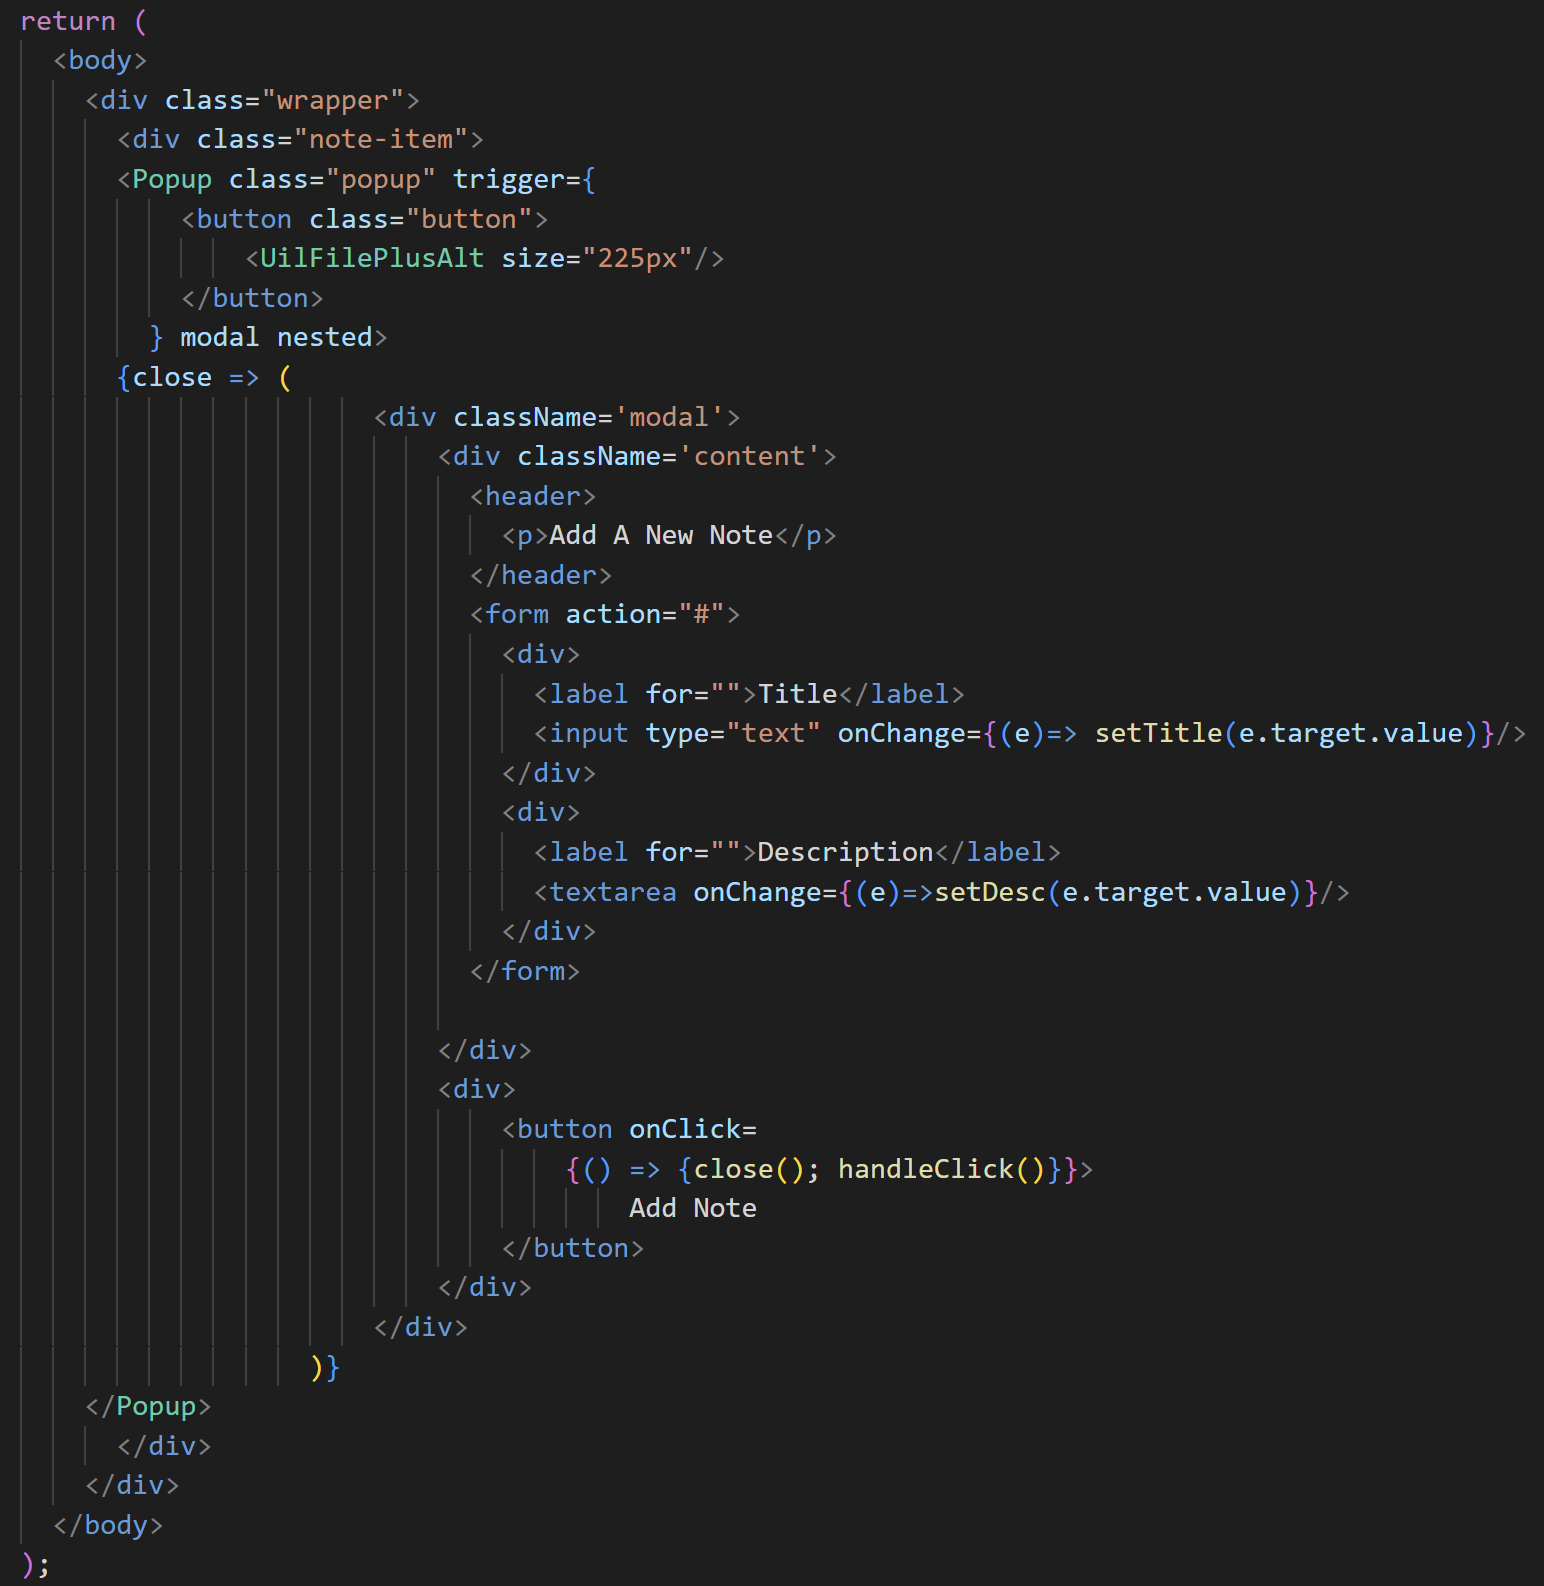 return (
<body>
<div class="wrapper">
<div class="note-item">
<Popup class="popup" trigger={
<button class="button">
<UilFilePlusAlt size="225px"/>
</button>
} modal nested>
{close => (
<div className='modal'>
<div className='content'>
<header>
<p>Add A New Note</p>
</header>
<form action="#">
<div>
<label for="">Title</label>
<input type="text" onChange={(e)=> setTitle(e.target.value)}/>
</div>
<div>
<label for="">Description</label>
<textarea onChange={(e)=>setDesc(e.target.value)}/>
</div>
</form>
</div>
<div>
<button onClick=
{() => {close(); handleClick()}}>
Add Note
</button>
</div>
</div>
)}
</Popup>
</div>
</div>
</body>
);